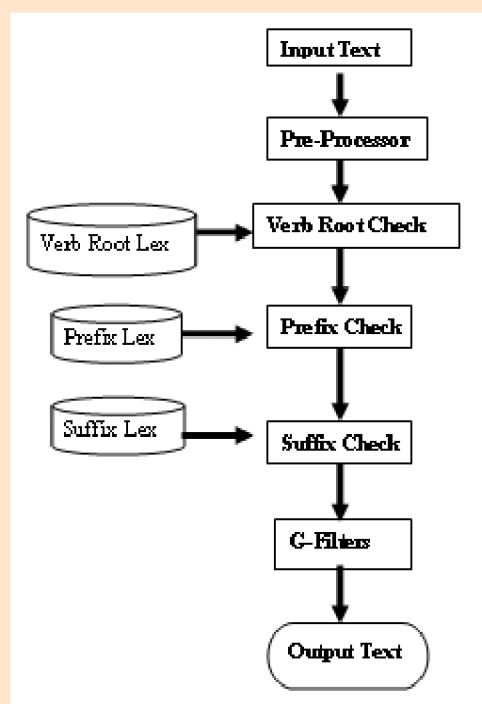 Input Text
Pre-Processor
Verb Root Lex
Verb Root Check
Prefix Lex
Prefix Check
Suffix Lex
Suffix Check
G-Filters
Output Text